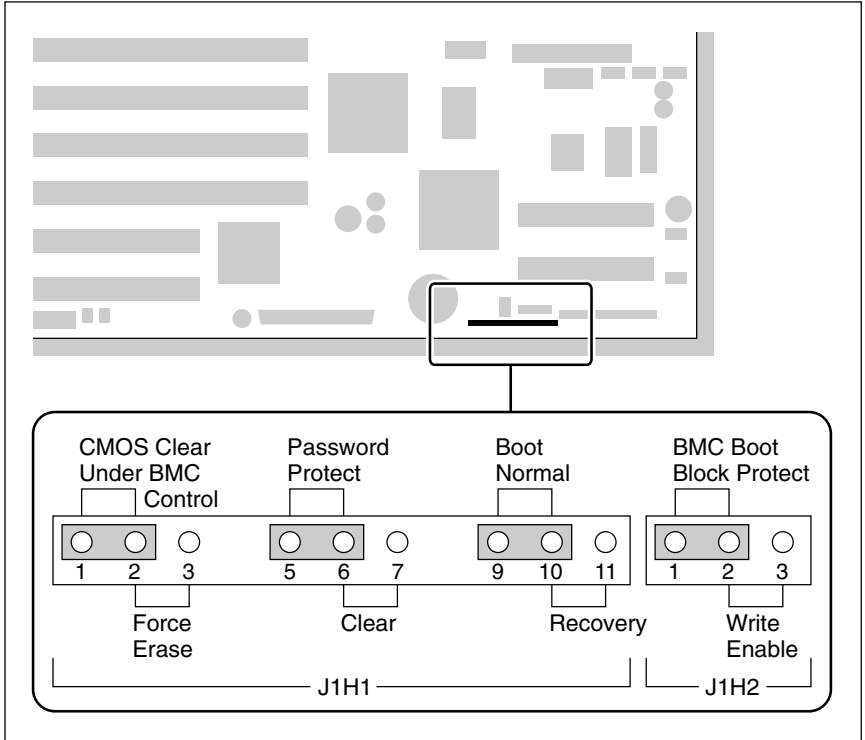 CMOS Clear
Under BMC
Control
Password
Protect
Boot
Normal
BMC Boot
Block Protect
1 2 3 5 6 7 9 10 11 1 2 3
Force
Erase
Clear
Recovery
Write
Enable
J1H1
J1H2